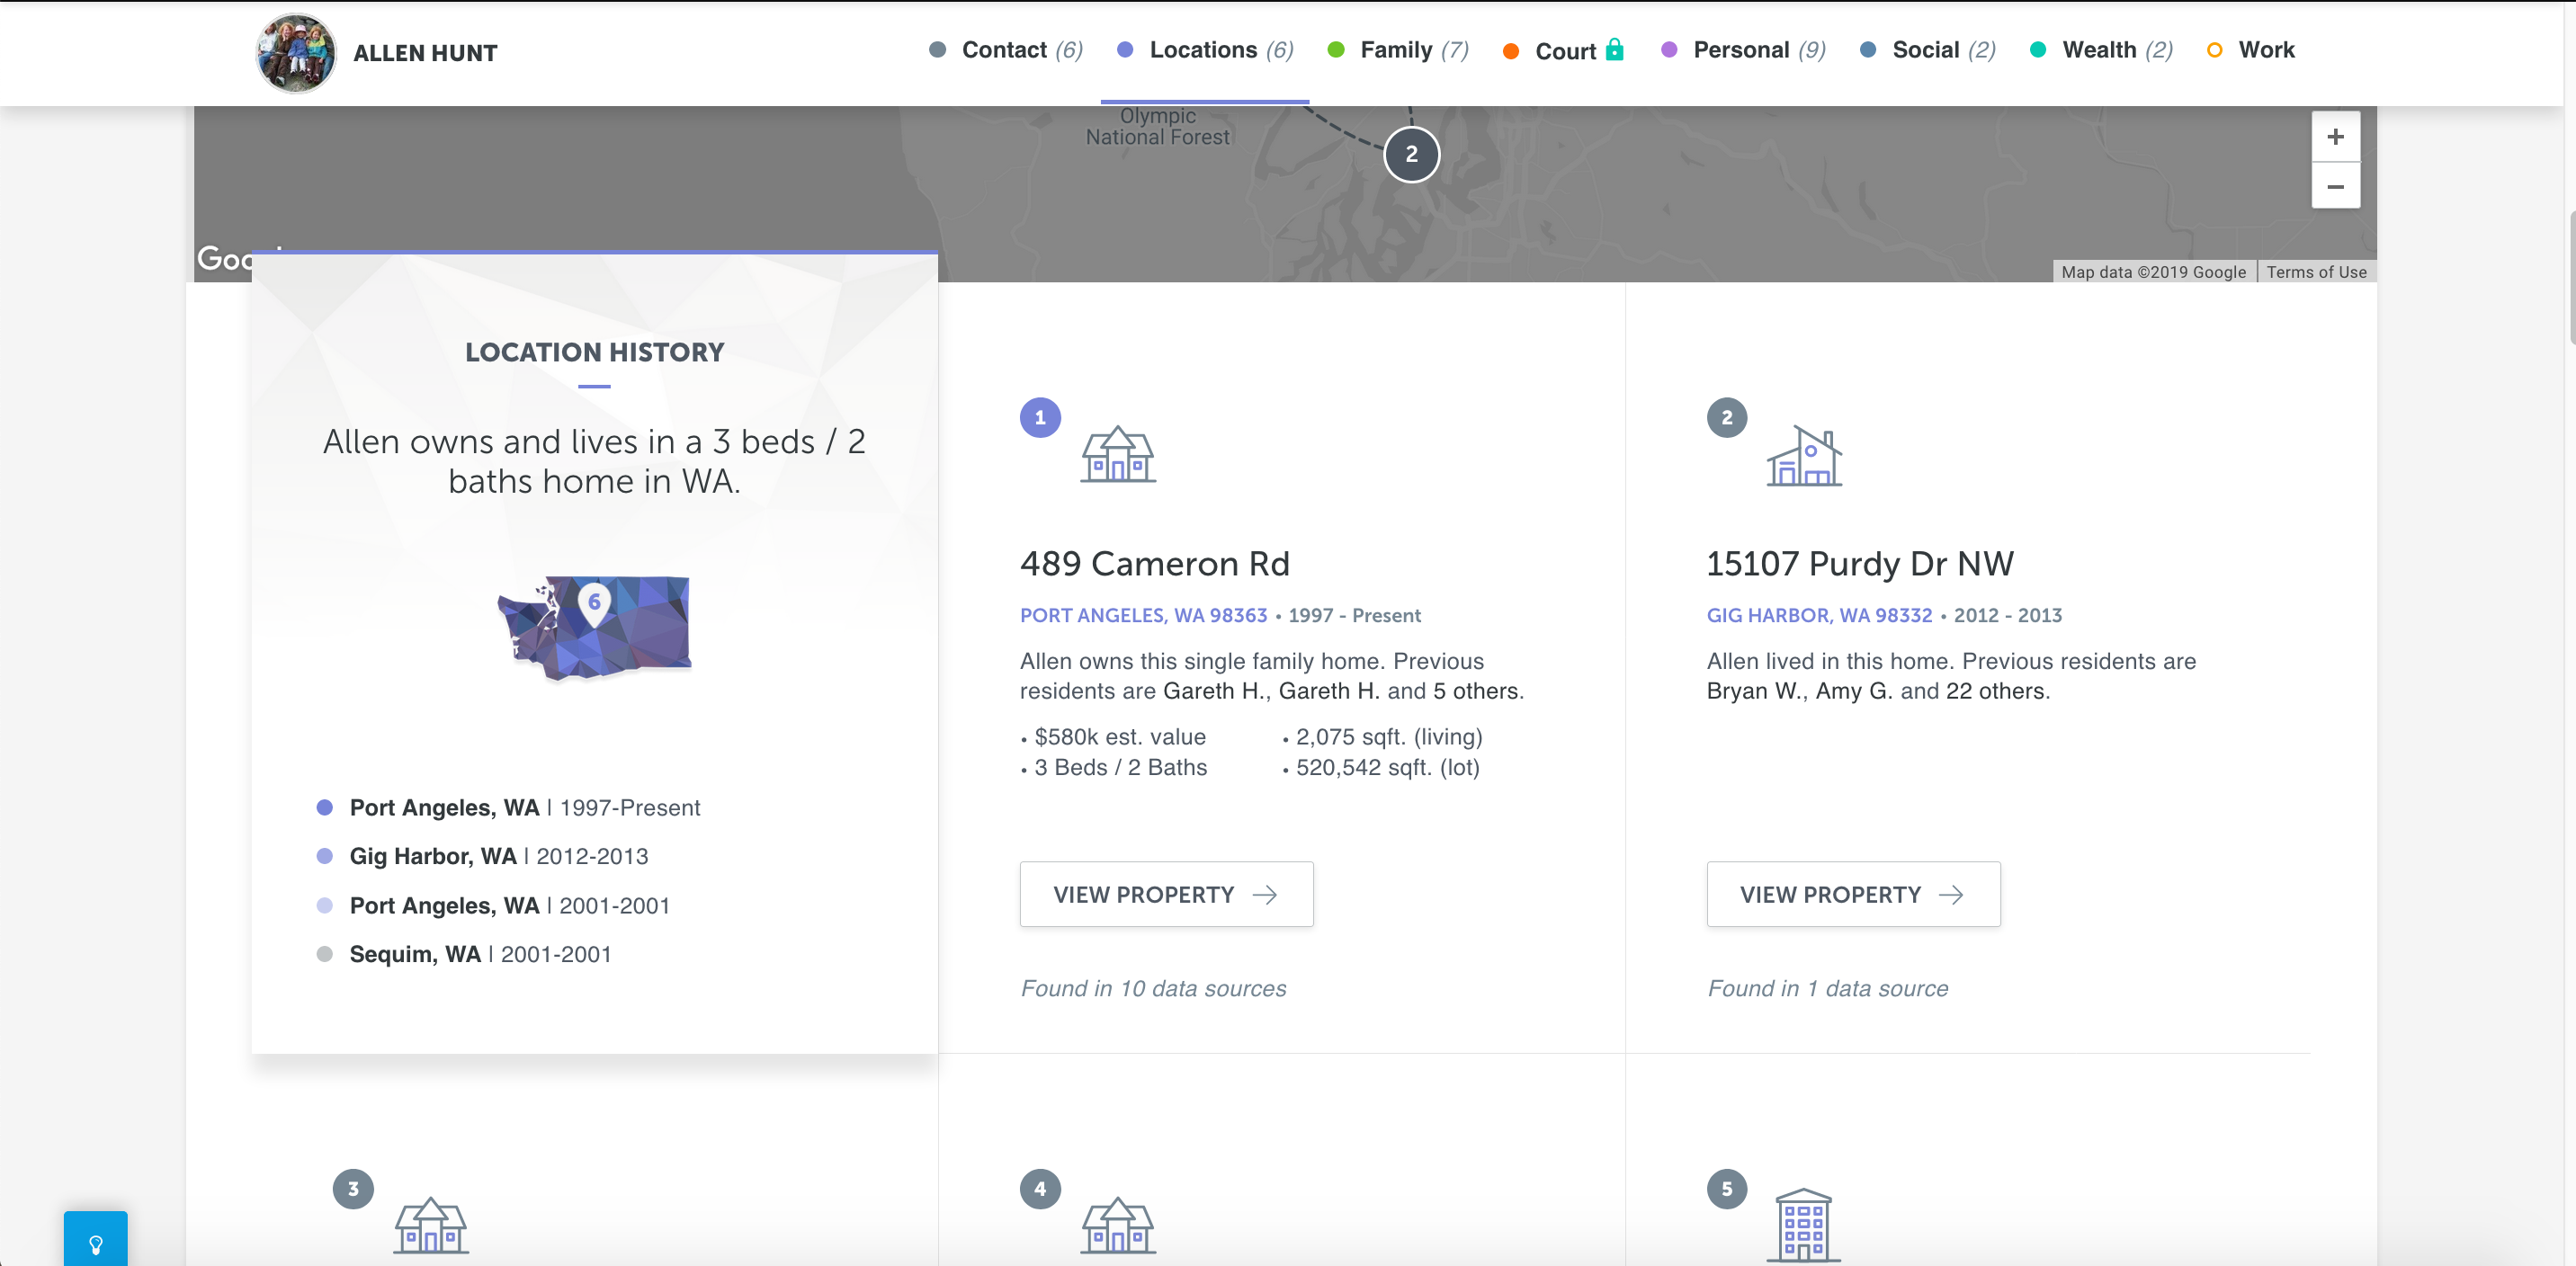 ALLEN HUNT
Contact (6)
Locations (6)
Family (7)
Court
Personal (9)
Social (2)
Wealth (2)
Work
Olympic
National Forest
2
+
−
Map data ©2019 Google
Terms of Use
LOCATION HISTORY
Allen owns and lives in a 3 beds / 2
baths home in WA.
6
Port Angeles, WA | 1997-Present
Gig Harbor, WA | 2012-2013
Port Angeles, WA | 2001-2001
Sequim, WA | 2001-2001
1
489 Cameron Rd
PORT ANGELES, WA 98363 • 1997 - Present
Allen owns this single family home. Previous
residents are Gareth H., Gareth H. and 5 others.
• $580k est. value
• 2,075 sqft. (living)
• 3 Beds / 2 Baths
• 520,542 sqft. (lot)
VIEW PROPERTY
Found in 10 data sources
2
15107 Purdy Dr NW
GIG HARBOR, WA 98332 • 2012 - 2013
Allen lived in this home. Previous residents are
Bryan W., Amy G. and 22 others.
VIEW PROPERTY
Found in 1 data source
3
4
5